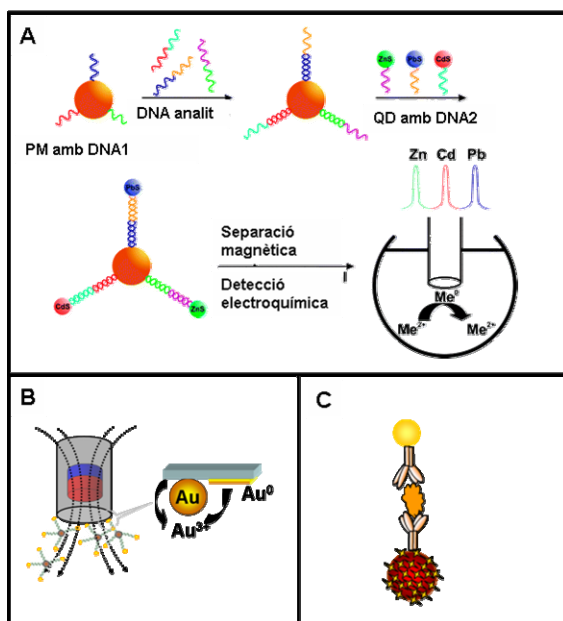 A
ZnS PbS CdS
DNA analit
QD amb DNA2
PM amb DNA1
Zn Cd Pb
PbS
Separació
magnètica
Detecció
electroquímica
CdS
ZnS
Me⁰
Me²⁺ Me²⁺
B
Au
Au⁰
Au³⁺
C